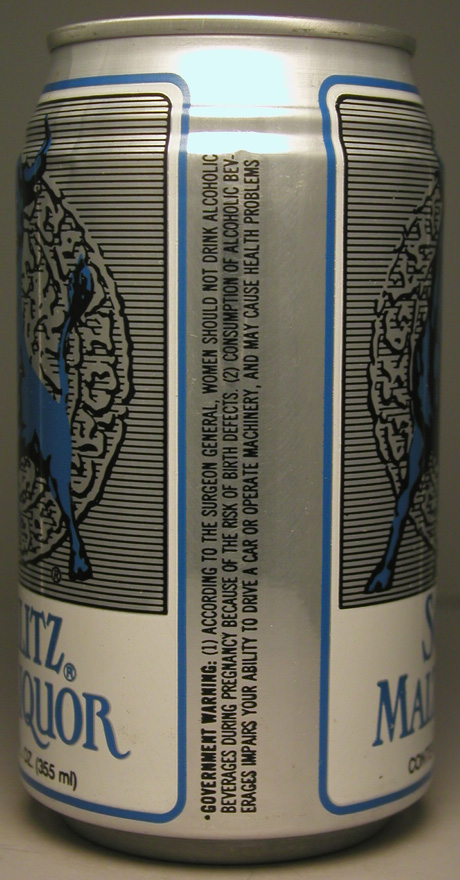 LITZ®
QUOR
OZ (355 ml)
•GOVERNMENT WARNING: (1) ACCORDING TO THE SURGEON GENERAL, WOMEN SHOULD NOT DRINK ALCOHOLIC
BEVERAGES DURING PREGNANCY BECAUSE OF THE RISK OF BIRTH DEFECTS. (2) CONSUMPTION OF ALCOHOLIC BEV-
ERAGES IMPAIRS YOUR ABILITY TO DRIVE A CAR OR OPERATE MACHINERY, AND MAY CAUSE HEALTH PROBLEMS
®
S
MAL
CONT